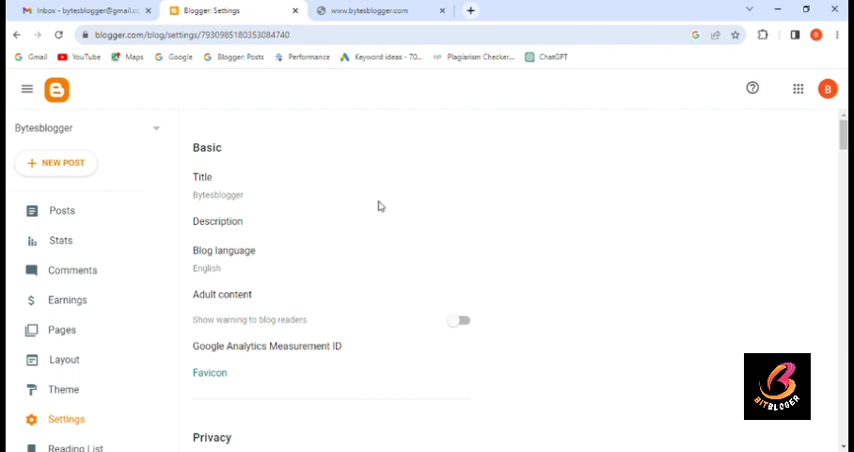 Inbox - bytesblogger@gmail.c
Blogger: Settings
www.bytesblogger.com
blogger.com/blog/settings/7930985180353084740
Gmail
YouTube
Maps
Google
Blogger: Posts
Performance
Keyword ideas - 70...
Plagiarism Checker...
ChatGPT
B
Bytesblogger
+ NEW POST
Posts
Stats
Comments
Earnings
Pages
Layout
Theme
Settings
Reading List
Basic
Title
Bytesblogger
Description
Blog language
English
Adult content
Show warning to blog readers
Google Analytics Measurement ID
Favicon
Privacy
BITBLOGER